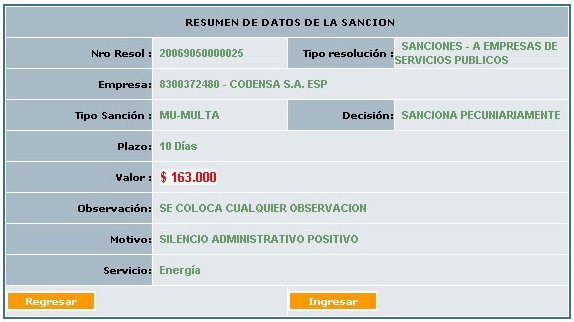 RESUMEN DE DATOS DE LA SANCION
Nro Resol : 20069050000025 Tipo resolución : SANCIONES - A EMPRESAS DE
SERVICIOS PUBLICOS
Empresa: 8300372480 - CODENSA S.A. ESP
Tipo Sanción : MU-MULTA Decisión: SANCIONA PECUNIARIAMENTE
Plazo: 10 Días
Valor : $ 163.000
Observación: SE COLOCA CUALQUIER OBSERVACION
Motivo: SILENCIO ADMINISTRATIVO POSITIVO
Servicio: Energía
Regresar Ingresar